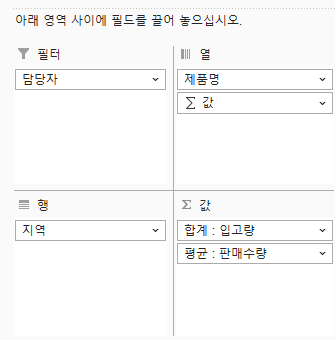 아래 영역 사이에 필드를 끌어 놓으십시오.
필터
담당자
열
제품명
Σ 값
행
지역
Σ 값
합계 : 입고량
평균 : 판매수량